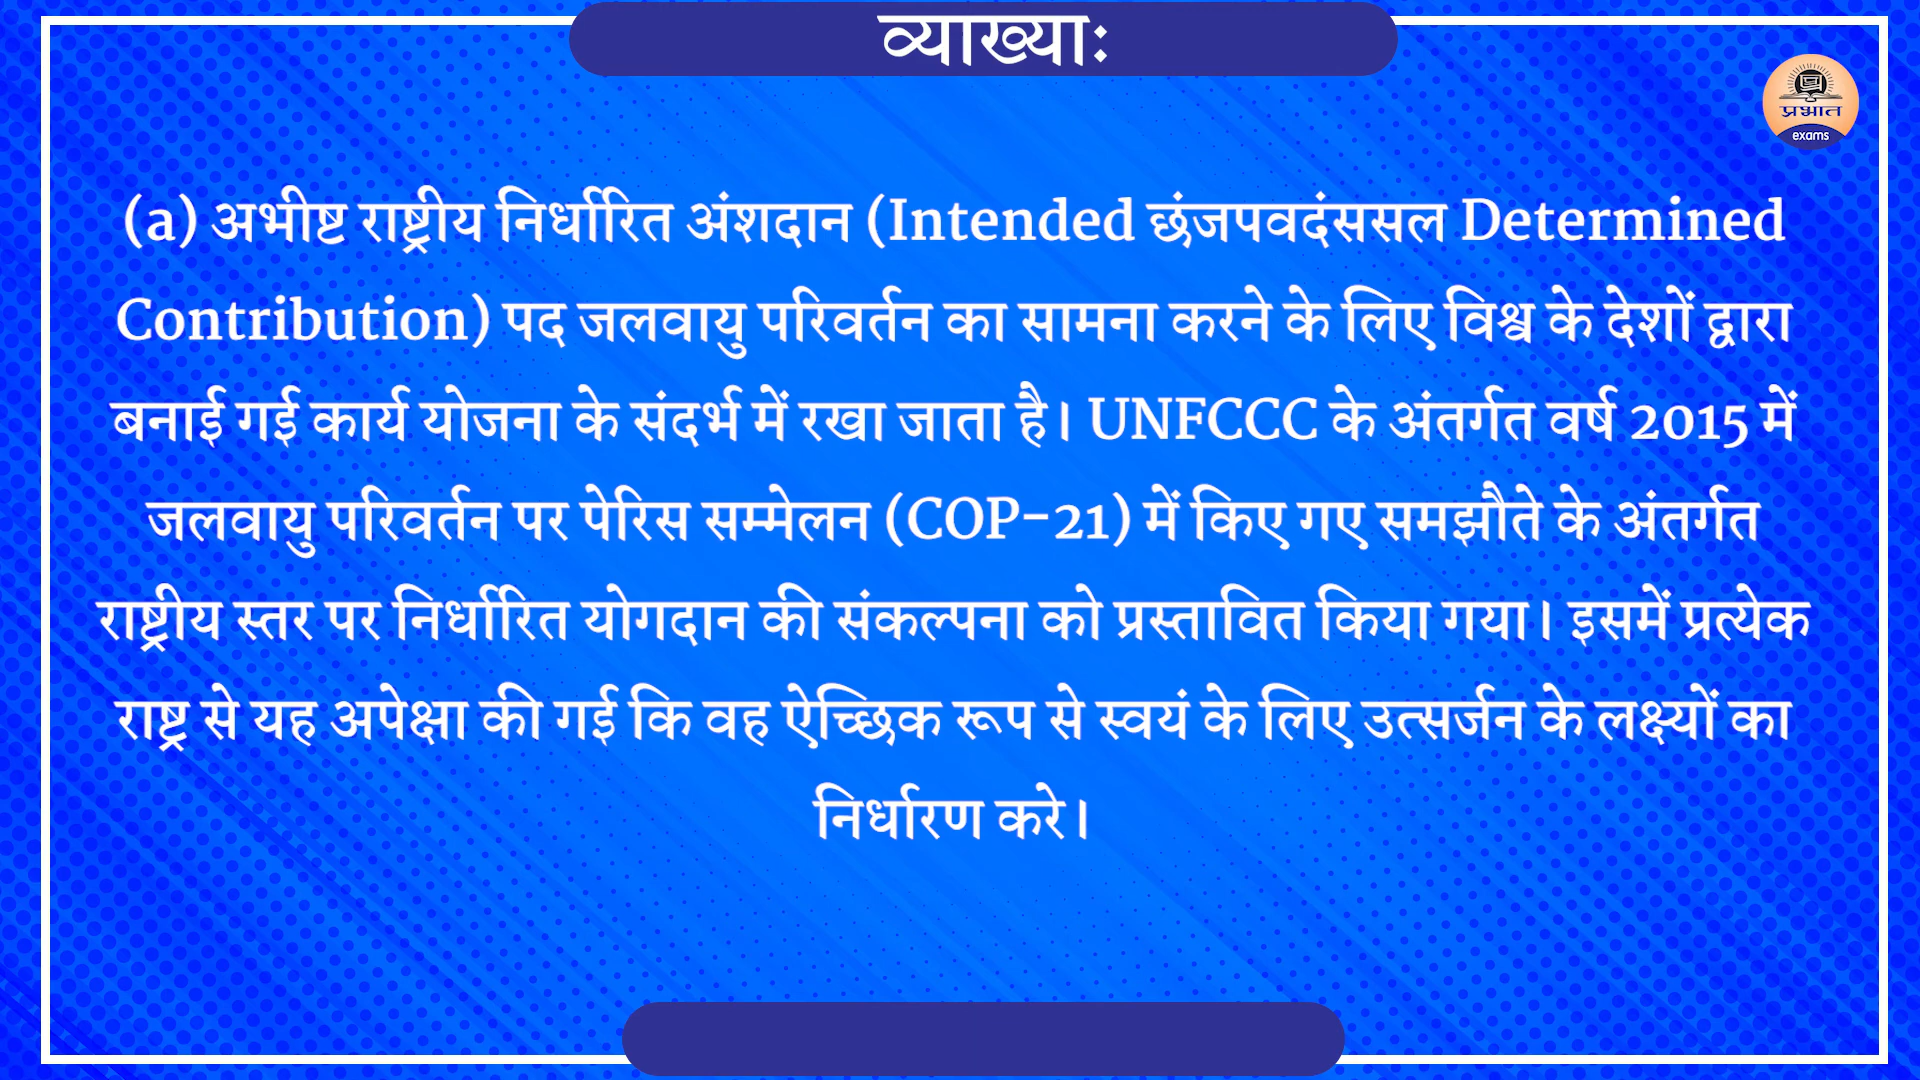 व्याख्याः
प्रभात
exams
(a) अभीष्ट राष्ट्रीय निर्धारित अंशदान (Intended छंजपवदंससल Determined
Contribution) पद जलवायु परिवर्तन का सामना करने के लिए विश्व के देशों द्वारा
बनाई गई कार्य योजना के संदर्भ में रखा जाता है। UNFCCC के अंतर्गत वर्ष 2015 में
जलवायु परिवर्तन पर पेरिस सम्मेलन (COP-21) में किए गए समझौते के अंतर्गत
राष्ट्रीय स्तर पर निर्धारित योगदान की संकल्पना को प्रस्तावित किया गया। इसमें प्रत्येक
राष्ट्र से यह अपेक्षा की गई कि वह ऐच्छिक रूप से स्वयं के लिए उत्सर्जन के लक्ष्यों का
निर्धारण करे।